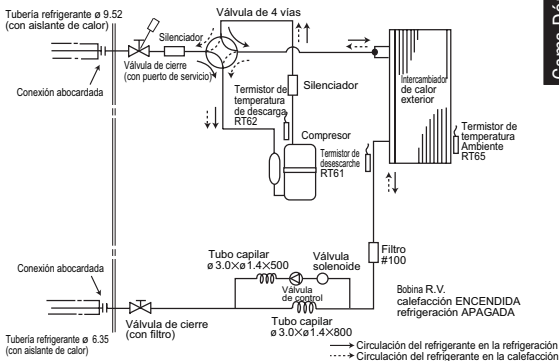 Tubería refrigerante ø 9.52
(con aislante de calor)
Silenciador
Válvula de 4 vías
Válvula de cierre
(con puerto de servicio)
Conexión abocardada
Silenciador
Termistor de
temperatura
de descarga
RT62
Compresor
Termistor de
desescarche
RT61
Intercambiador
de calor
exterior
Termistor de
temperatura
Ambiente
RT65
Filtro
#100
Conexión abocardada
Tubo capilar
ø 3.0×ø1.4×500
Válvula
solenoide
Válvula
de control
Tubo capilar
ø 3.0×ø1.4×800
Válvula de cierre
(con filtro)
Tubería refrigerante ø 6.35
(con aislante de calor)
Bobina R.V.
calefacción ENCENDIDA
refrigeración APAGADA
Circulación del refrigerante en la refrigeración
Circulación del refrigerante en la calefacción